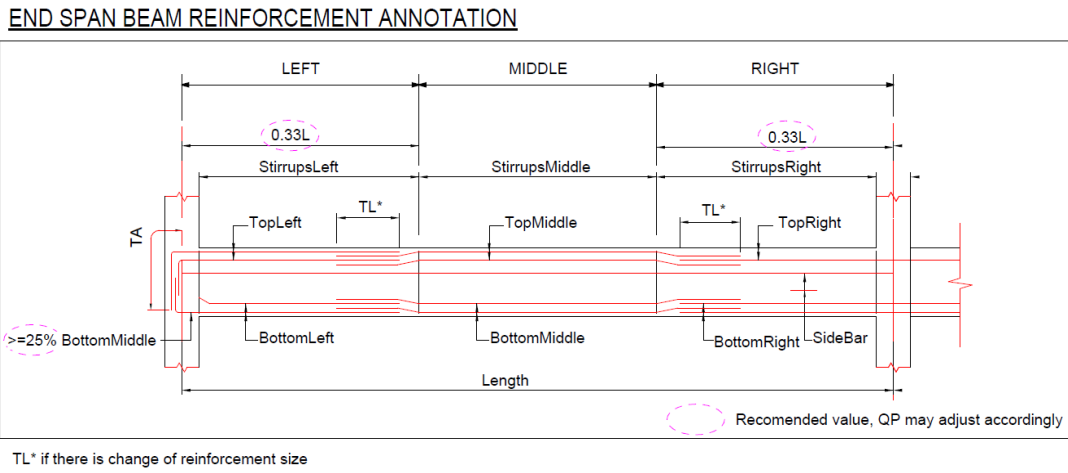 END SPAN BEAM REINFORCEMENT ANNOTATION
LEFT
MIDDLE
RIGHT
0.33L
0.33L
StirrupsLeft
StirrupsMiddle
StirrupsRight
TL*
TL*
TopLeft
TopMiddle
TopRight
TA
>=25% BottomMiddle
BottomLeft
BottomMiddle
BottomRight
SideBar
Length
Recomended value, QP may adjust accordingly
TL* if there is change of reinforcement size